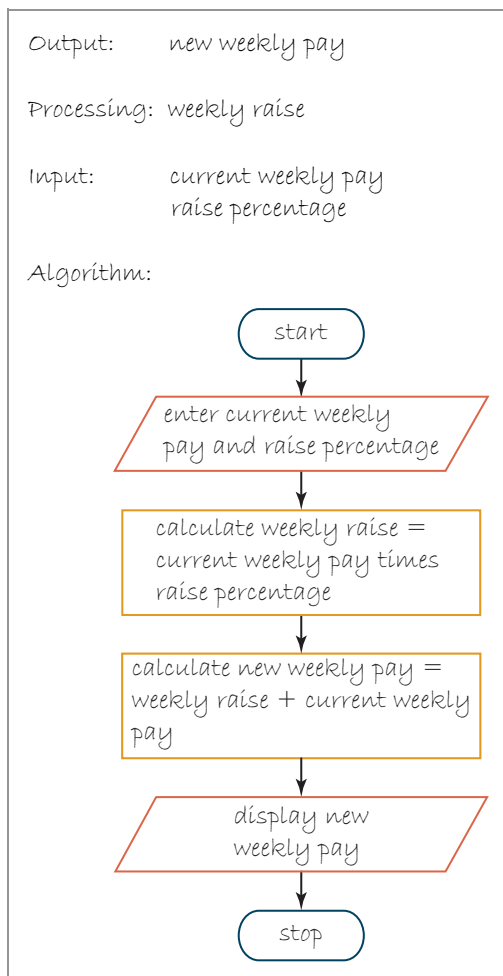 Output: new weekly pay
Processing: weekly raise
Input: current weekly pay
raise percentage
Algorithm:
start
enter current weekly
pay and raise percentage
calculate weekly raise =
current weekly pay times
raise percentage
calculate new weekly pay =
weekly raise + current weekly
pay
display new
weekly pay
stop